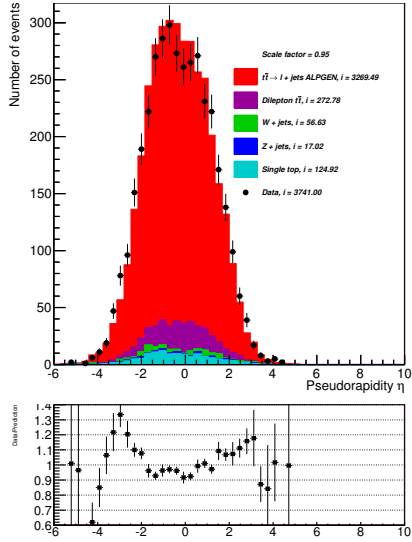 Number of events
300
250
200
150
100
50
0
Scale factor = 0.95
tt̄→ l + jets ALPGEN, i = 3269.49
Dilepton tt̄, i = 272.78
W + jets, i = 56.63
Z + jets, i = 17.02
Single top, i = 124.92
Data, i = 3741.00
-6 -4 -2 0 2 4 6 8 10
Pseudorapidity η
Data/Prediction
1.4
1.3
1.2
1.1
1
0.9
0.8
0.7
0.6
-6 -4 -2 0 2 4 6 8 10